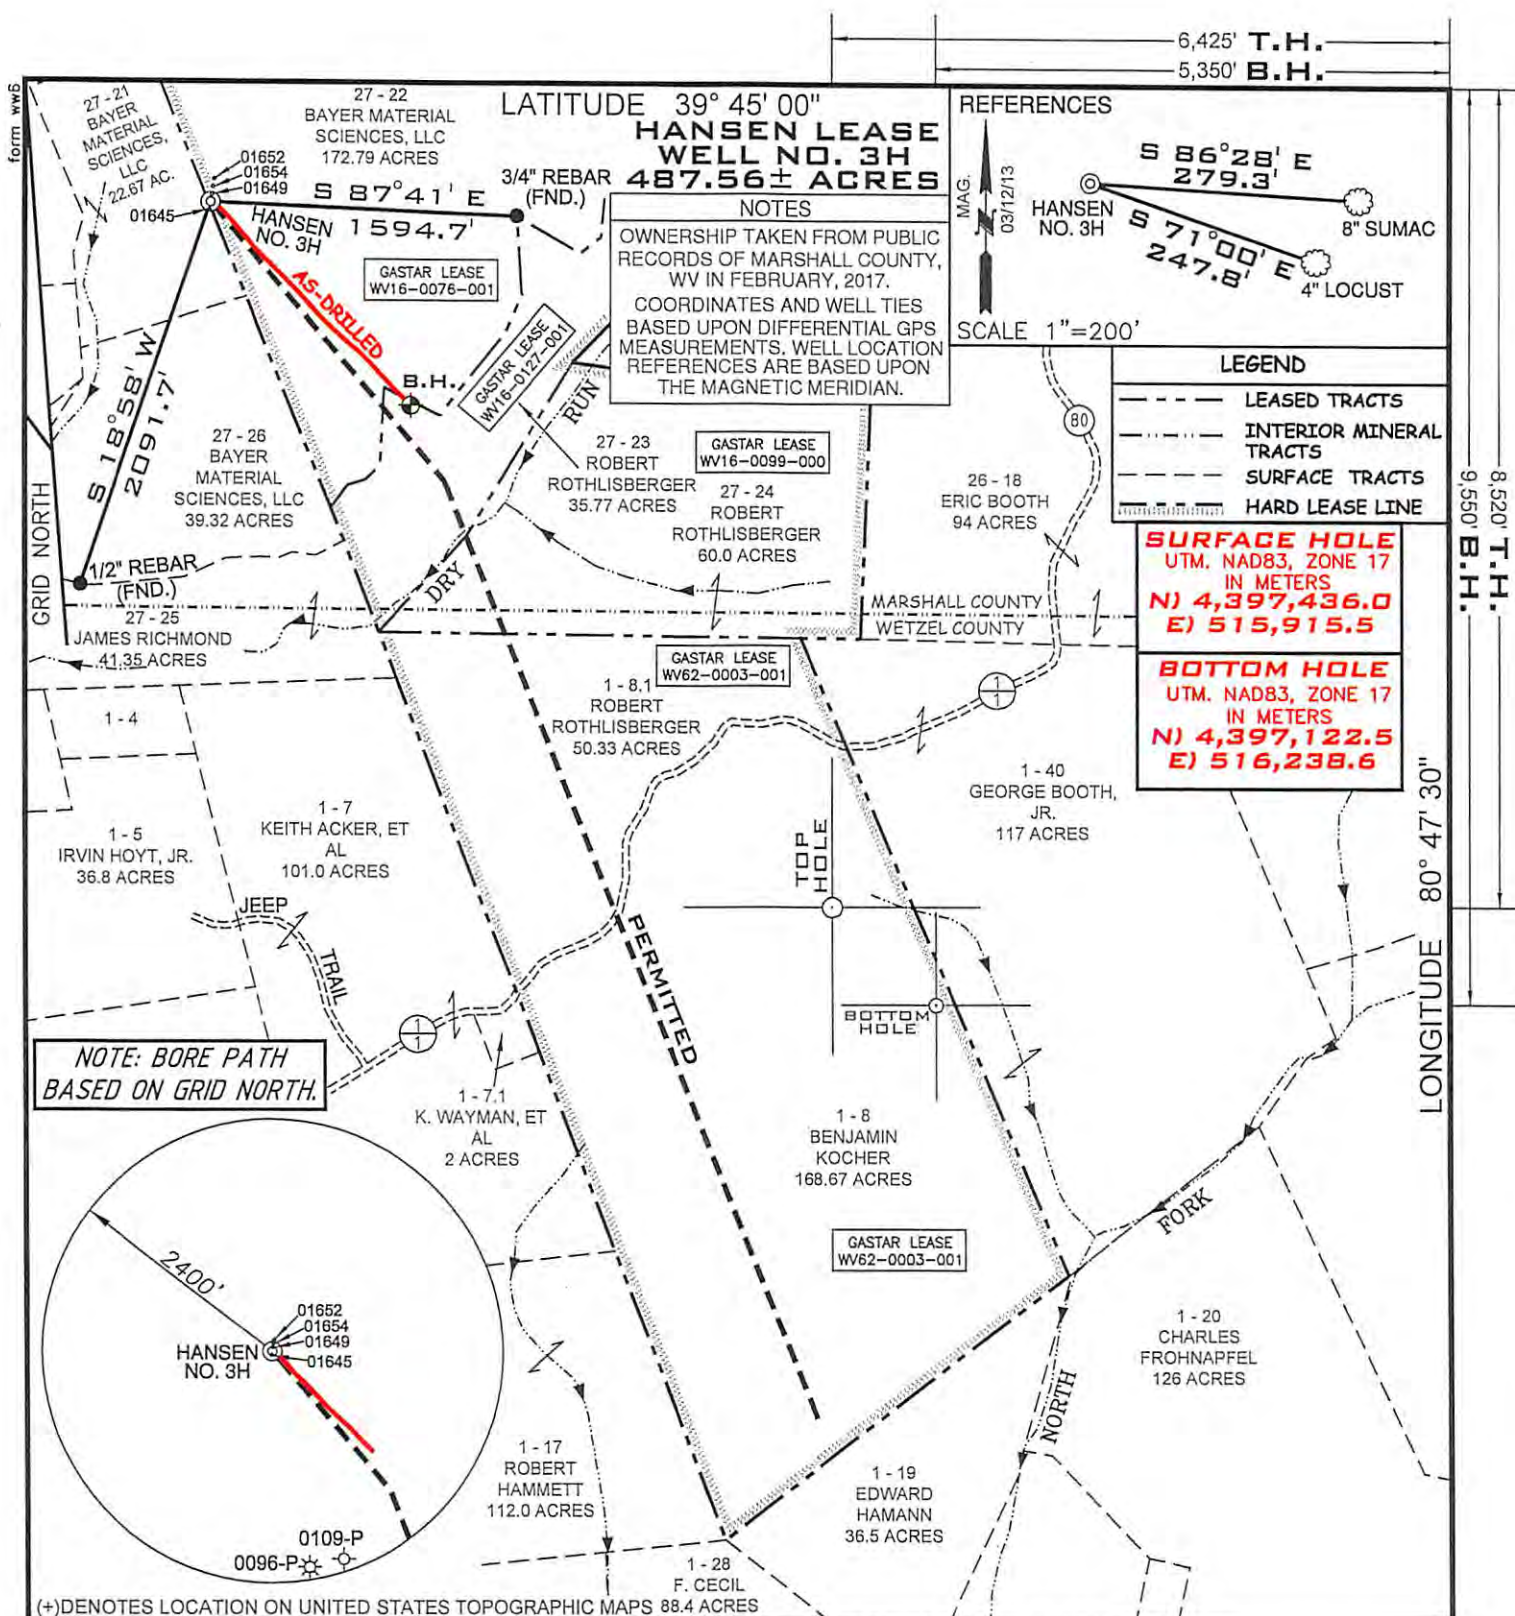 6,425' T.H.
5,350' B.H.
form ww6
27 - 21
BAYER
MATERIAL
SCIENCES,
LLC
22.67 AC.
27 - 22
BAYER MATERIAL
SCIENCES, LLC
172.79 ACRES
LATITUDE 39° 45' 00"
HANSEN LEASE
WELL NO. 3H
487.56± ACRES
REFERENCES
MAG.
03/12/13
S 86°28' E
279.3'
HANSEN
NO. 3H
8" SUMAC
S 71°00' E
247.8'
4" LOCUST
SCALE 1"=200'
01652
01654
01649
01645
S 87°41' E
1594.7'
3/4" REBAR
(FND.)
HANSEN
NO. 3H
NOTES
OWNERSHIP TAKEN FROM PUBLIC
RECORDS OF MARSHALL COUNTY,
WV IN FEBRUARY, 2017.
COORDINATES AND WELL TIES
BASED UPON DIFFERENTIAL GPS
MEASUREMENTS. WELL LOCATION
REFERENCES ARE BASED UPON
THE MAGNETIC MERIDIAN.
GASTAR LEASE
WV16-0076-001
AS-DRILLED
B.H.
GASTAR LEASE
WV16-0127-001
RUN
S 18°58' W
2091.7'
LEGEND
LEASED TRACTS
INTERIOR MINERAL
TRACTS
SURFACE TRACTS
HARD LEASE LINE
80
27 - 26
BAYER
MATERIAL
SCIENCES, LLC
39.32 ACRES
27 - 23
ROBERT
ROTHLISBERGER
35.77 ACRES
GASTAR LEASE
WV16-0099-000
27 - 24
ROBERT
ROTHLISBERGER
60.0 ACRES
26 - 18
ERIC BOOTH
94 ACRES
8,520' T.H.
9,550' B.H.
GRID NORTH
1/2" REBAR
(FND.)
DRY
SURFACE HOLE
UTM. NAD83, ZONE 17
IN METERS
N) 4,397,436.0
E) 515,915.5
BOTTOM HOLE
UTM. NAD83, ZONE 17
IN METERS
N) 4,397,122.5
E) 516,238.6
MARSHALL COUNTY
WETZEL COUNTY
27 - 25
JAMES RICHMOND
41.35 ACRES
GASTAR LEASE
WV62-0003-001
1 - 8.1
ROBERT
ROTHLISBERGER
50.33 ACRES
1
1
1 - 4
1 - 40
GEORGE BOOTH,
JR.
117 ACRES
1 - 5
IRVIN HOYT, JR.
36.8 ACRES
1 - 7
KEITH ACKER, ET
AL
101.0 ACRES
TOP
HOLE
LONGITUDE 80° 47' 30"
JEEP
TRAIL
PERMITTED
BOTTOM
HOLE
1
1
NOTE: BORE PATH
BASED ON GRID NORTH.
1 - 7.1
K. WAYMAN, ET
AL
2 ACRES
1 - 8
BENJAMIN
KOCHER
168.67 ACRES
GASTAR LEASE
WV62-0003-001
FORK
NORTH
2400'
01652
01654
01649
01645
HANSEN
NO. 3H
0109-P
0096-P
1 - 20
CHARLES
FROHNAPFEL
126 ACRES
1 - 17
ROBERT
HAMMETT
112.0 ACRES
1 - 19
EDWARD
HAMANN
36.5 ACRES
1 - 28
F. CECIL
88.4 ACRES
(+)DENOTES LOCATION ON UNITED STATES TOPOGRAPHIC MAPS